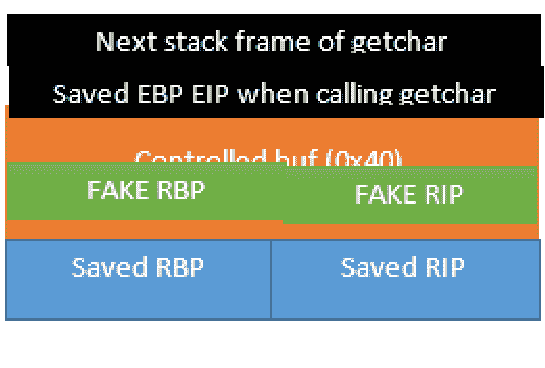 Next stack frame of getchar
Saved EBP EIP when calling getchar
Controlled buf (0x40)
FAKE RBP FAKE RIP
Saved RBP Saved RIP